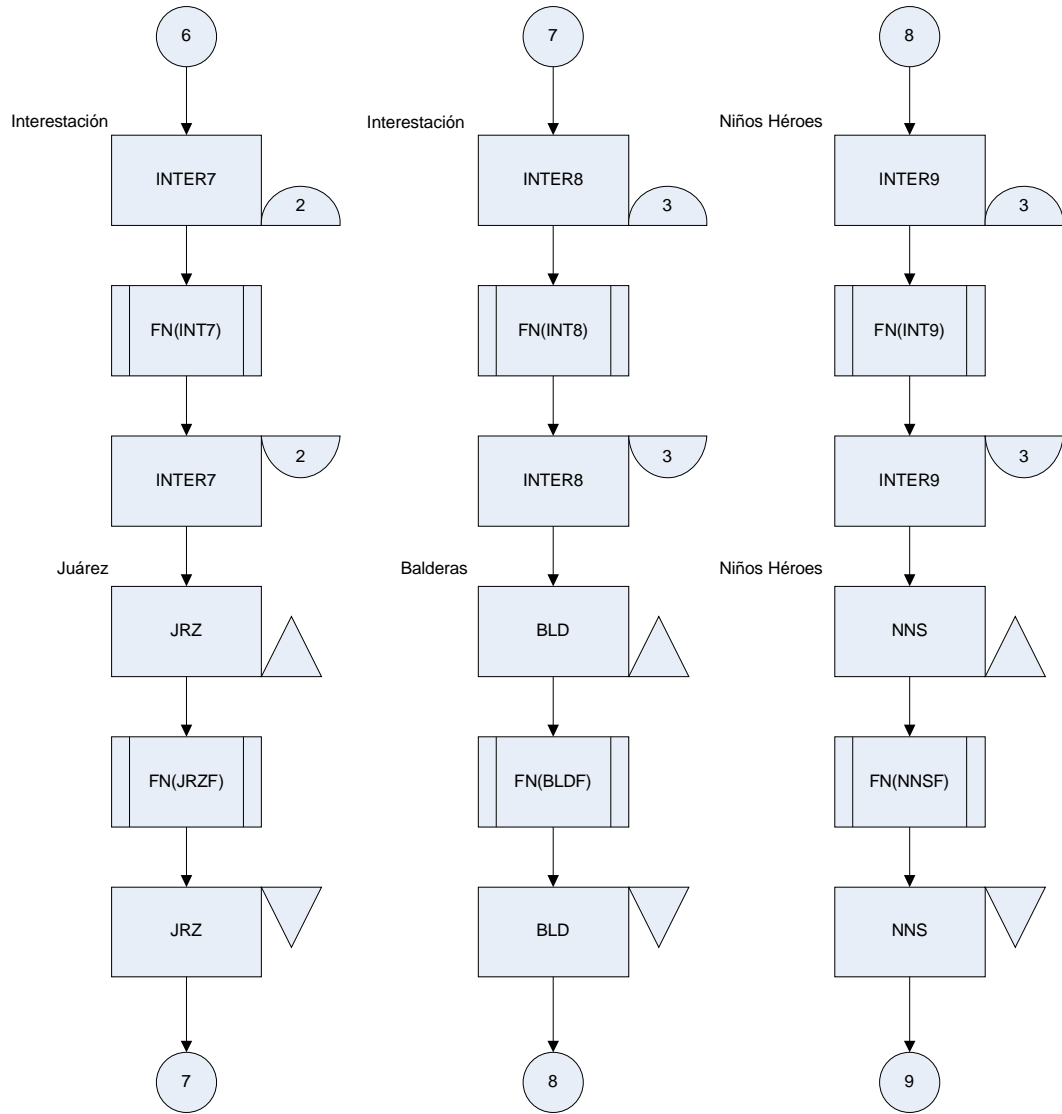 6
7
8
Interestación
Interestación
Niños Héroes
INTER7
2
INTER8
3
INTER9
3
FN(INT7)
FN(INT8)
FN(INT9)
INTER7
2
INTER8
3
INTER9
3
Juárez
Balderas
Niños Héroes
JRZ
BLD
NNS
FN(JRZF)
FN(BLDF)
FN(NNSF)
JRZ
BLD
NNS
7
8
9